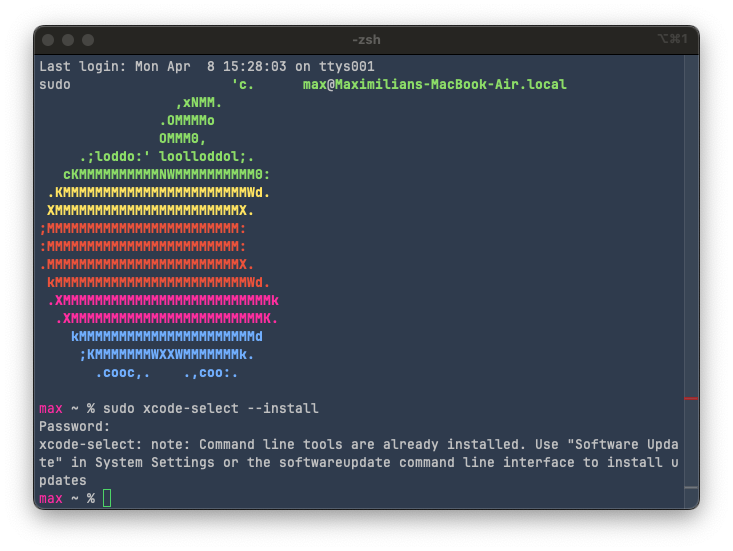 -zsh
⌥⌘1
Last login: Mon Apr  8 15:28:03 on ttys001
sudo                    'c.      max@Maximilians-MacBook-Air.local
                 ,xNMM.
               .OMMMMo
               OMMM0,
     .;loddo:' loolloddol;.
   cKMMMMMMMMMMNWMMMMMMMMMM0:
 .KMMMMMMMMMMMMMMMMMMMMMMMWd.
 XMMMMMMMMMMMMMMMMMMMMMMMX.
;MMMMMMMMMMMMMMMMMMMMMMMM:
:MMMMMMMMMMMMMMMMMMMMMMMM:
.MMMMMMMMMMMMMMMMMMMMMMMMX.
 kMMMMMMMMMMMMMMMMMMMMMMMMWd.
 .XMMMMMMMMMMMMMMMMMMMMMMMMMMk
  .XMMMMMMMMMMMMMMMMMMMMMMMMK.
    kMMMMMMMMMMMMMMMMMMMMMMd
     ;KMMMMMMMWXXWMMMMMMMk.
       .cooc,.    .,coo:.
max ~ % sudo xcode-select --install
Password:
xcode-select: note: Command line tools are already installed. Use "Software Upda
te" in System Settings or the softwareupdate command line interface to install u
pdates
max ~ %